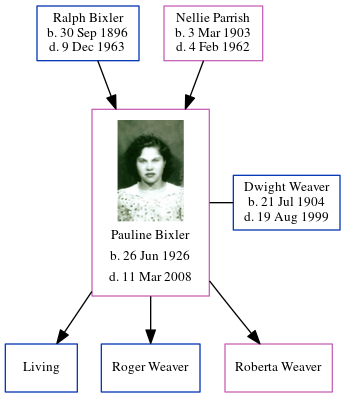 Ralph Bixler
b. 30 Sep 1896
d. 9 Dec 1963
Nellie Parrish
b. 3 Mar 1903
d. 4 Feb 1962
Pauline Bixler
b. 26 Jun 1926
d. 11 Mar 2008
Dwight Weaver
b. 21 Jul 1904
d. 19 Aug 1999
Living
Roger Weaver
Roberta Weaver